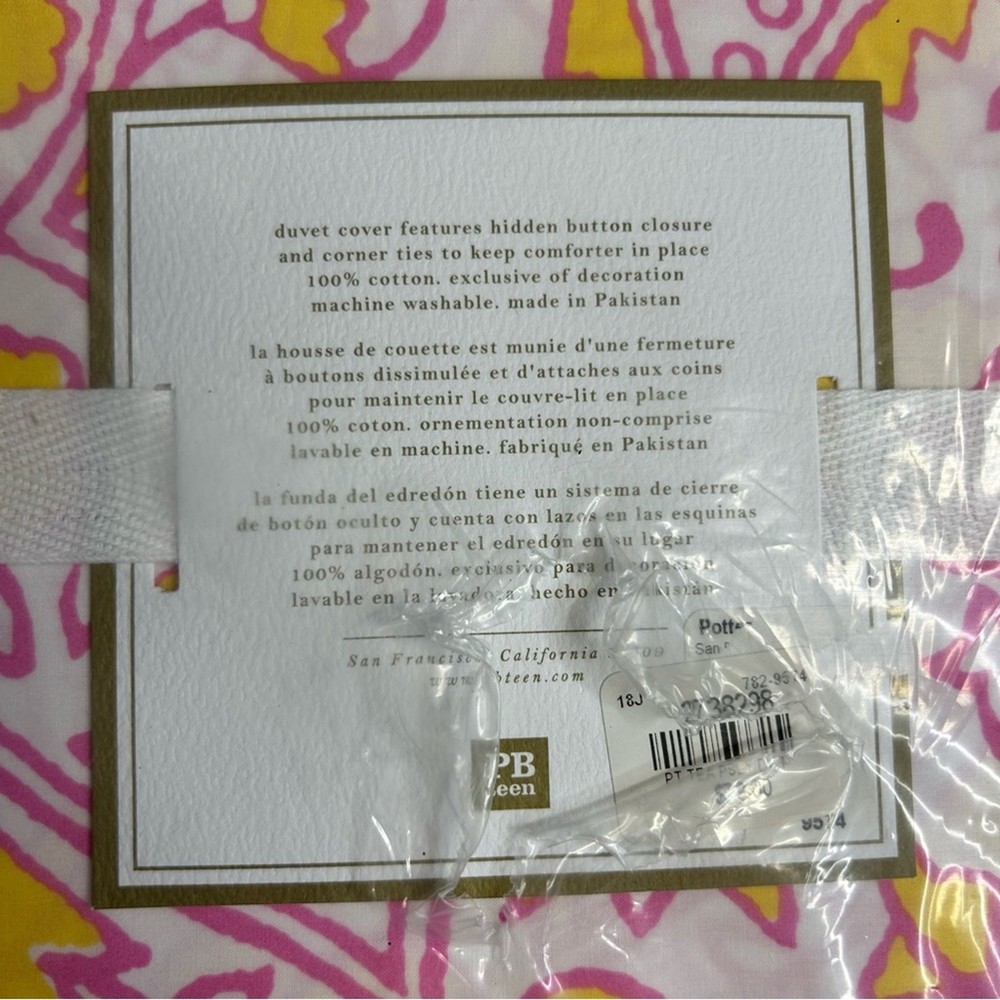 duvet cover features hidden button closure
and corner ties to keep comforter in place
100% cotton. exclusive of decoration
machine washable. made in Pakistan
la housse de couette est munie d'une fermeture
à boutons dissimulée et d'attaches aux coins
pour maintenir le couvre-lit en place
100% coton. ornementation non-comprise
lavable en machine. fabriqué en Pakistan
la funda del edredón tiene un sistema de cierre
de botón oculto y cuenta con lazos en las esquinas
para mantener el edredón en su lugar
100% algodón. exclusivo para
lavable en la hecho en
San Francisco California
PB
teen
18J